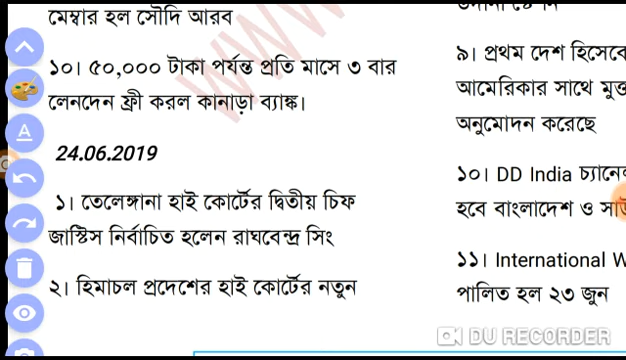 মেম্বার হল সৌদি আরব
১০। ৫০,০০০ টাকা পর্যন্ত প্রতি মাসে ৩ বার
লেনদেন ফ্রী করল কানাড়া ব্যাঙ্ক।
24.06.2019
১। তেলেঙ্গানা হাই কোর্টের দ্বিতীয় চিফ
জাস্টিস নির্বাচিত হলেন রাঘবেন্দ্র সিং
২। হিমাচল প্রদেশের হাই কোর্টের নতুন
৯। প্রথম দেশ হিসেবে
আমেরিকার সাথে মুক্ত
অনুমোদন করেছে
১০। DD India চ্যানেল
হবে বাংলাদেশ ও
১১। International W
পালিত হল ২৩ জুন
A
WWW
DU RECORDER